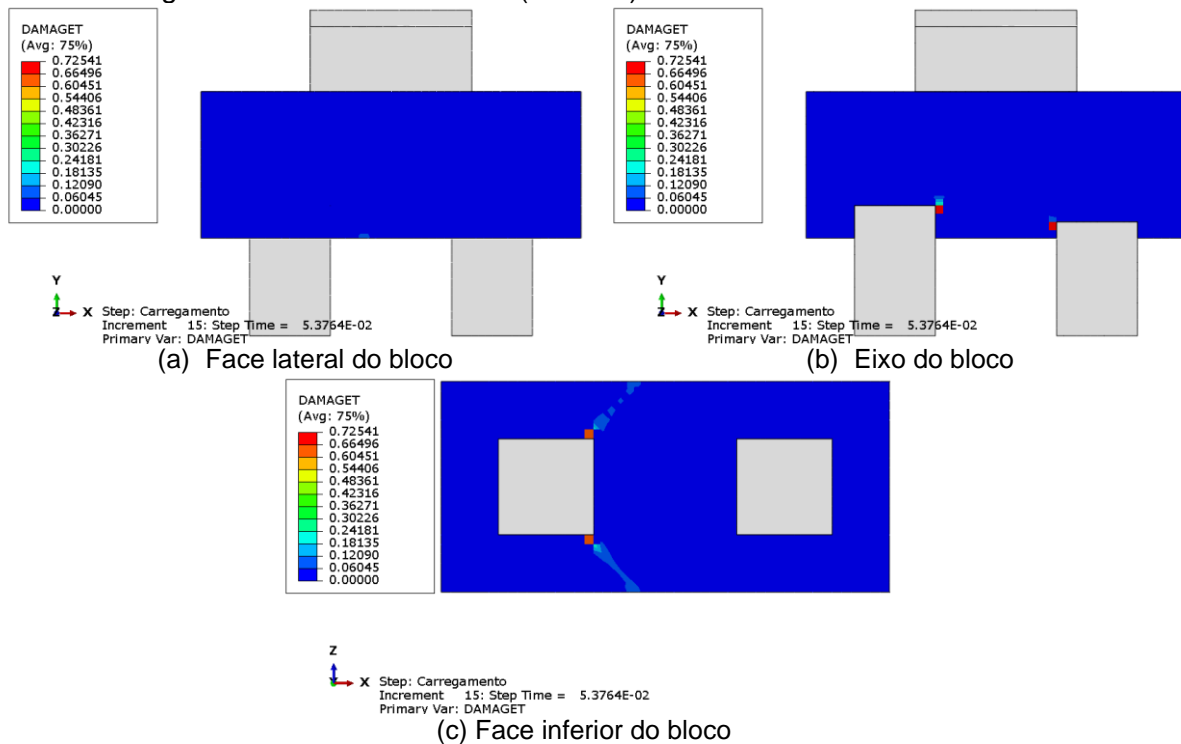 DAMAGET
(Avg: 75%)
0.72541
0.66496
0.60451
0.54406
0.48361
0.42316
0.36271
0.30226
0.24181
0.18135
0.12090
0.06045
0.00000
Y
Z X
Step: Carregamento
Increment 15: Step Time = 5.3764E-02
Primary Var: DAMAGET
(a) Face lateral do bloco
DAMAGET
(Avg: 75%)
0.72541
0.66496
0.60451
0.54406
0.48361
0.42316
0.36271
0.30226
0.24181
0.18135
0.12090
0.06045
0.00000
Y
Z X
Step: Carregamento
Increment 15: Step Time = 5.3764E-02
Primary Var: DAMAGET
(b) Eixo do bloco
DAMAGET
(Avg: 75%)
0.72541
0.66496
0.60451
0.54406
0.48361
0.42316
0.36271
0.30226
0.24181
0.18135
0.12090
0.06045
0.00000
Z
Y X
Step: Carregamento
Increment 15: Step Time = 5.3764E-02
Primary Var: DAMAGET
(c) Face inferior do bloco